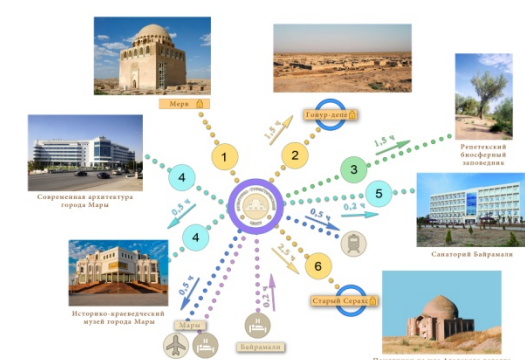 Мерв
Гонур-депе
1,5 ч
1
2
1,5 ч
Репетекский
биосферный
заповедник
3
4
5
Современная архитектура
города Мары
0,5 ч
0,2 ч
0,5 ч
Санаторий Байрамали
4
6
2,5 ч
Старый Серахс
Историко-краеведческий
музей города Мары
0,5 ч
0,2 ч
Мары
Байрамали
H
H